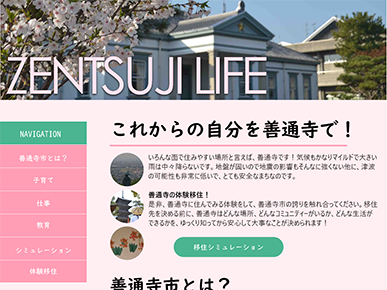 ZENTSUJI LIFE
NAVIGATION
善通寺市とは？
子育て
仕事
教育
シミュレーション
体験移住
これからの自分を善通寺で！
いろんな面で住みやすい場所と言えば、善通寺です！気候もかなりマイルドで大きい
雨は中々降らないです。地盤が固いので地震の影響もそんなに強くない他に、津波
の可能性も非常に低いで、とても安全なまちなのです。
善通寺の体験移住！
是非、善通寺に住んでみる体験をして、善通寺市の誇りを触れ合ってください。移住
先を決める前に、善通寺はどんな場所、どんなコミュニティーがいるか、どんな生活が
できるかを、ゆっくり知ってから安心して大事なことが決められます！
移住シミュレーション
善通寺市とは？